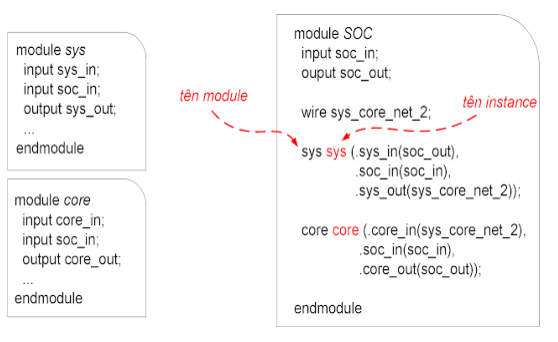 module sys
input sys_in;
input soc_in;
output sys_out;
...
endmodule
module core
input core_in;
input soc_in;
output core_out;
...
endmodule
tên module
module SOC
input soc_in;
ouput soc_out;
wire sys_core_net_2;
tên instance
sys sys (.sys_in(soc_out),
.soc_in(soc_in),
.sys_out(sys_core_net_2));
core core (.core_in(sys_core_net_2),
.soc_in(soc_in),
.core_out(soc_out));
endmodule